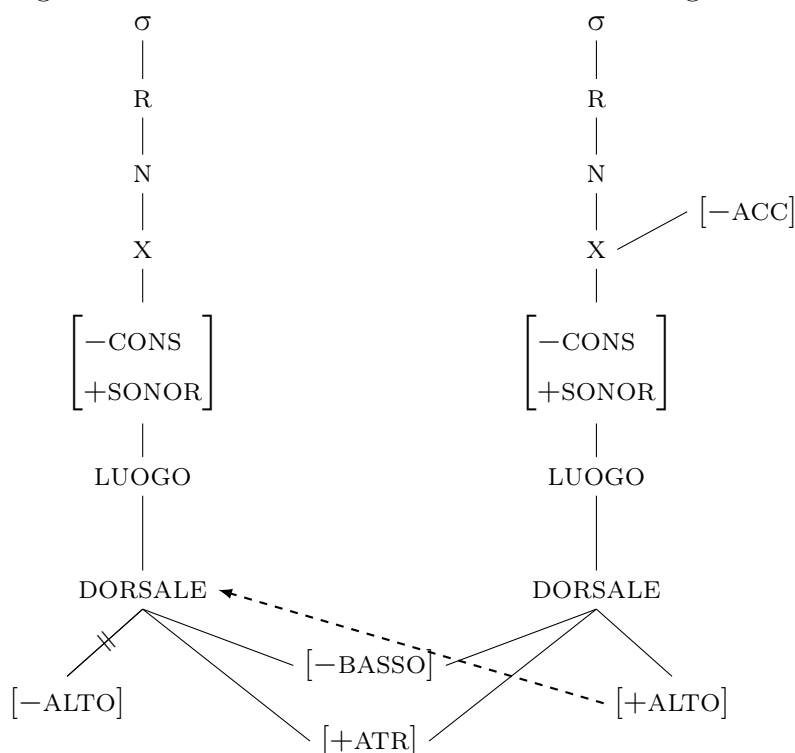 σ σ
R R
N N
[−ACC]
X X
[−CONS +SONOR] [−CONS +SONOR]
LUOGO LUOGO
DORSALE DORSALE
[−BASSO]
[−ALTO] [+ALTO]
[+ATR]